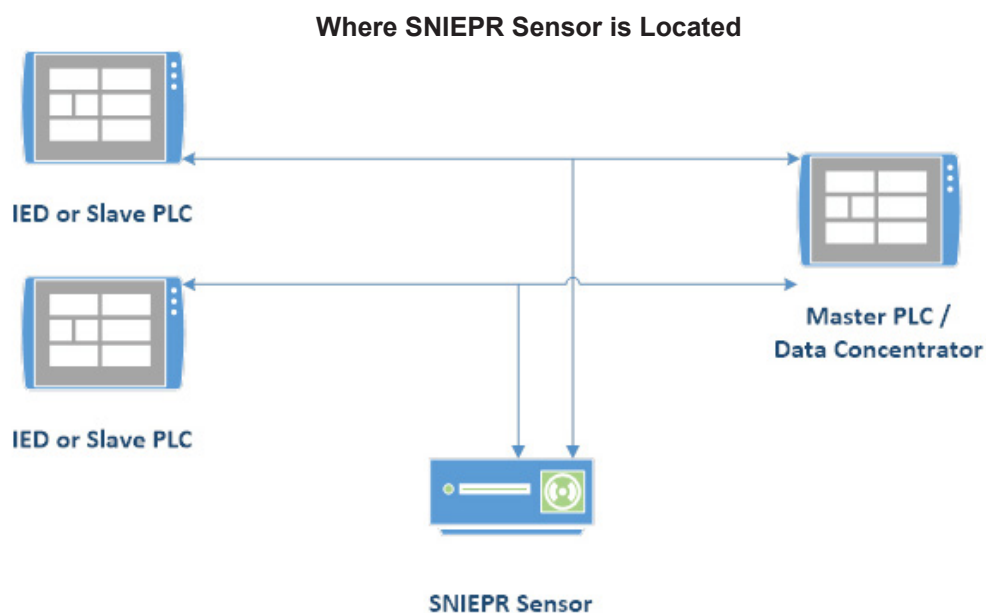 Where SNIEPR Sensor is Located
IED or Slave PLC
Master PLC /
Data Concentrator
IED or Slave PLC
SNIEPR Sensor